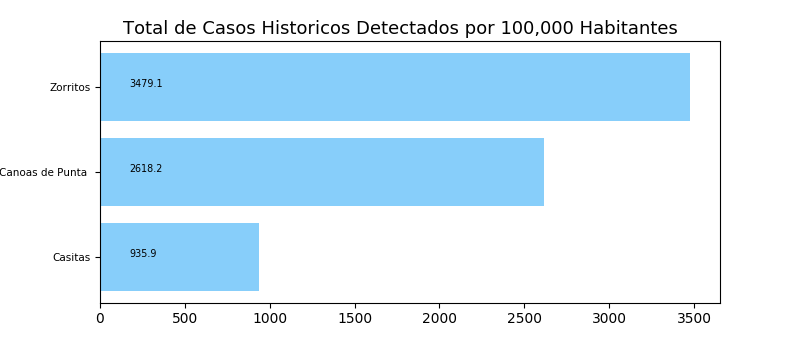 Total de Casos Historicos Detectados por 100,000 Habitantes
Zorritos
3479.1
Canoas de Punta
2618.2
Casitas
935.9
0 500 1000 1500 2000 2500 3000 3500